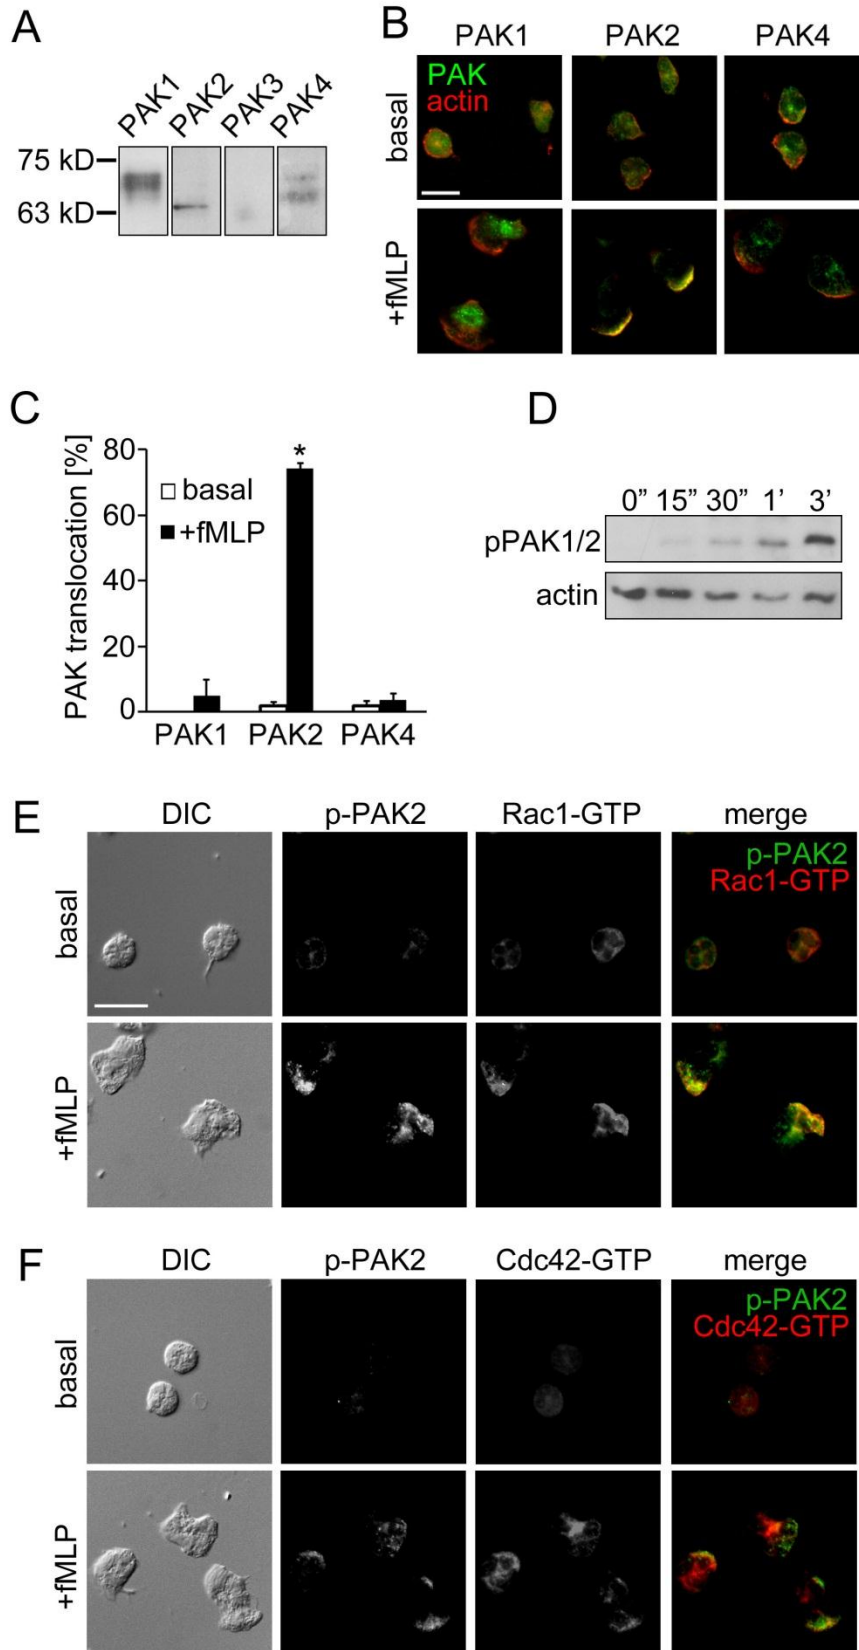 A
PAK1 PAK2 PAK3 PAK4
75 kD
63 kD
B
PAK1 PAK2 PAK4
PAK
actin
basal
+fMLP
C
PAK translocation [%]
80
60
40
20
0
basal
+fMLP
*
PAK1 PAK2 PAK4
D
0” 15” 30” 1’ 3’
pPAK1/2
actin
E
DIC p-PAK2 Rac1-GTP merge
p-PAK2
Rac1-GTP
basal
+fMLP
F
DIC p-PAK2 Cdc42-GTP merge
p-PAK2
Cdc42-GTP
basal
+fMLP